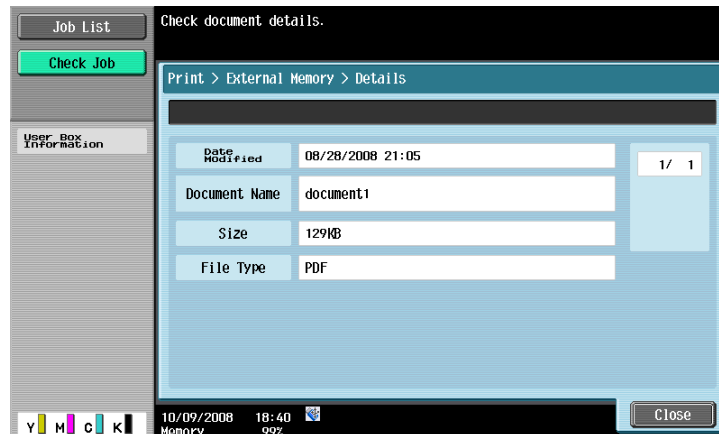 Job List
Check document details.
Check Job
Print > External Memory > Details
User Box
Information
Date
Modified
08/28/2008 21:05
1/ 1
Document Name
document1
Size
129KB
File Type
PDF
Close
10/09/2008 18:40
Memory 99%
Y M C K